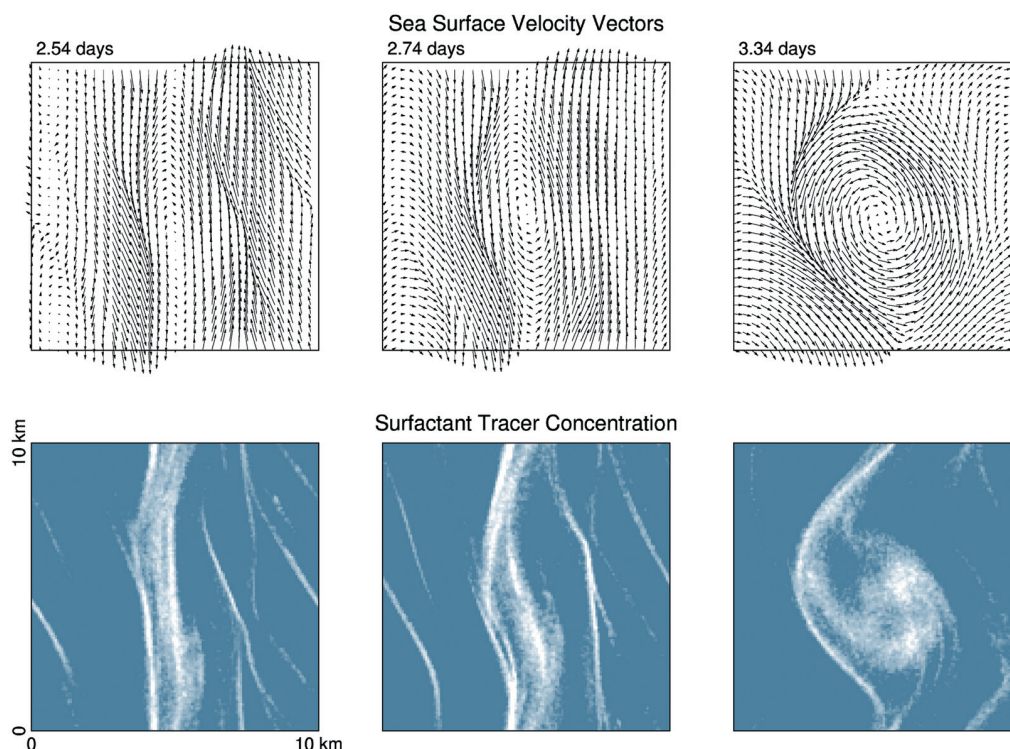 Sea Surface Velocity Vectors
2.54 days
2.74 days
3.34 days
Surfactant Tracer Concentration
10 km
0
0
10 km